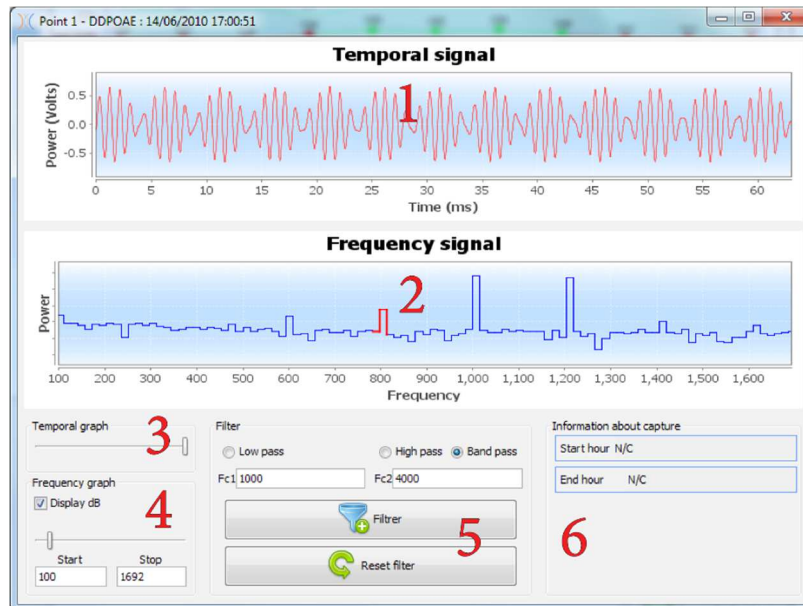 Point 1 - DDPOAE : 14/06/2010 17:00:51
Temporal signal
Power (Volts)
0.5
0.0
-0.5
1
0 5 10 15 20 25 30 35 40 45 50 55 60
Time (ms)
Frequency signal
Power
2
100 200 300 400 500 600 700 800 900 1,000 1,100 1,200 1,300 1,400 1,500 1,600
Frequency
Temporal graph
3
Frequency graph
Display dB
4
Start Stop
100 1692
Filter
Low pass High pass Band pass
Fc1 1000 Fc2 4000
Filtrer
5
Reset filter
Information about capture
Start hour N/C
End hour N/C
6